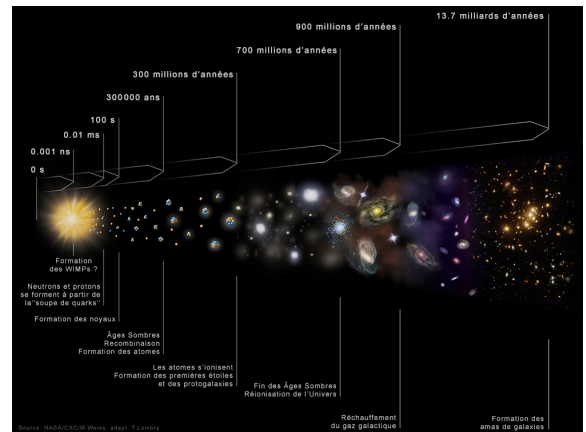 13.7 milliards d'années
900 millions d'années
700 millions d'années
300 millions d'années
300000 ans
100 s
0.01 ms
0.001 ns
0 s
Formation
des WIMPs ?
Neutrons et protons
se forment à partir de
la"soupe de quarks"
Formation des noyaux
Âges Sombres
Recombinaison
Formation des atomes
Les atomes s'ionisent
Formation des premières étoiles
et des protogalaxies
Fin des Âges Sombres
Réionisation de l'Univers
Réchauffement
du gaz galactique
Formation des
amas de galaxies
Source: NASA/CXC/M.Weiss, adapt. T.Lombry